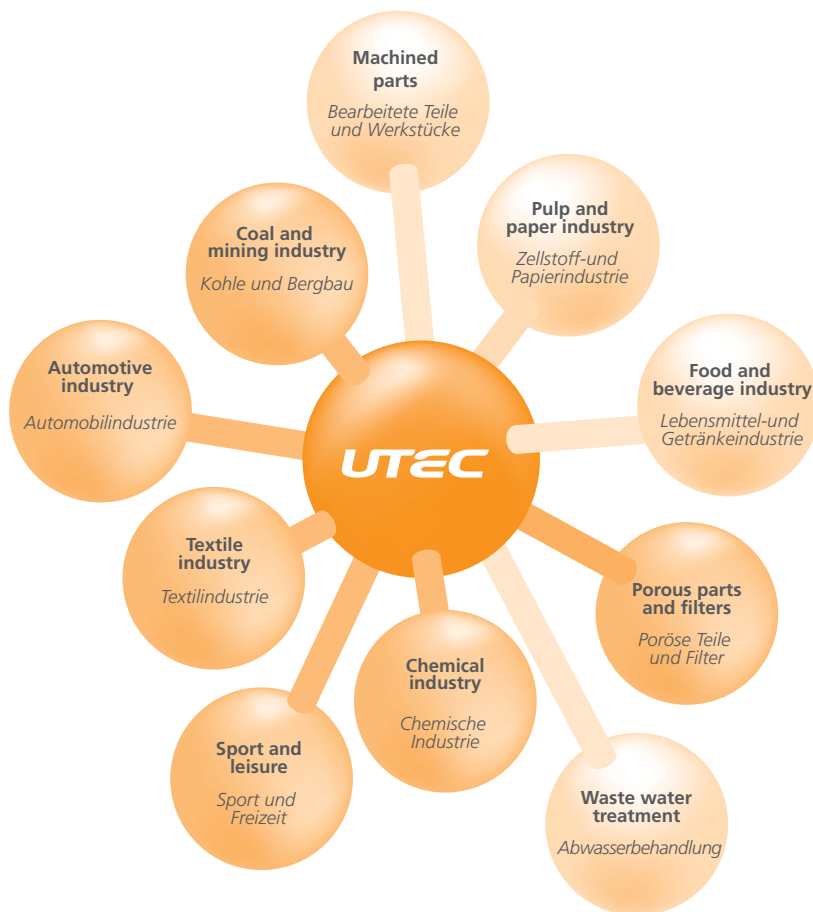 Machined
parts
Bearbeitete Teile
und Werkstücke
Pulp and
paper industry
Zellstoff-und
Papierindustrie
Coal and
mining industry
Kohle und Bergbau
Automotive
industry
Automobilindustrie
Food and
beverage industry
Lebensmittel-und
Getränkeindustrie
UTEC
Textile
industry
Textilindustrie
Porous parts
and filters
Poröse Teile
und Filter
Chemical
industry
Chemische
Industrie
Sport and
leisure
Sport und
Freizeit
Waste water
treatment
Abwasserbehandlung